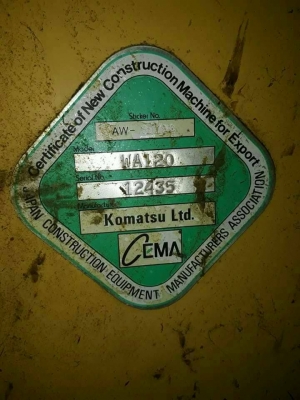 Certificate of New Construction Machine for Export
Sticker No.
AW-
Model
WA120
Serial No.
12435
Manufacturer
Komatsu Ltd.
CEMA
JAPAN CONSTRUCTION EQUIPMENT MANUFACTURERS ASSOCIATION